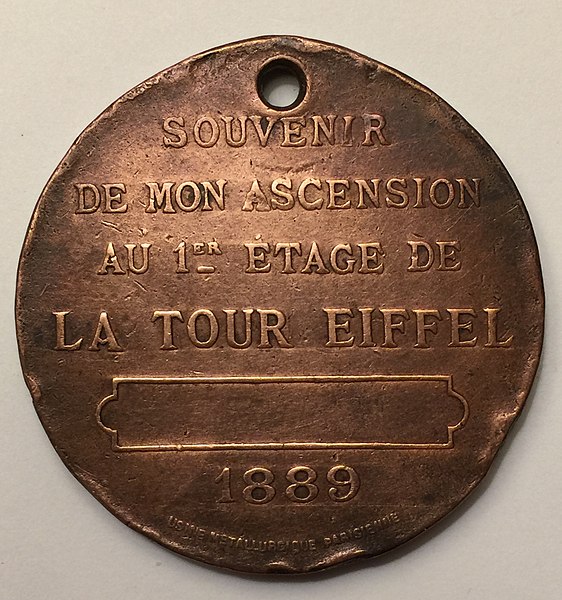 SOUVENIR
DE MON ASCENSION
AU 1ER ÉTAGE DE
LA TOUR EIFFEL
1889
USINE METALLURGIQUE PARISIENNE